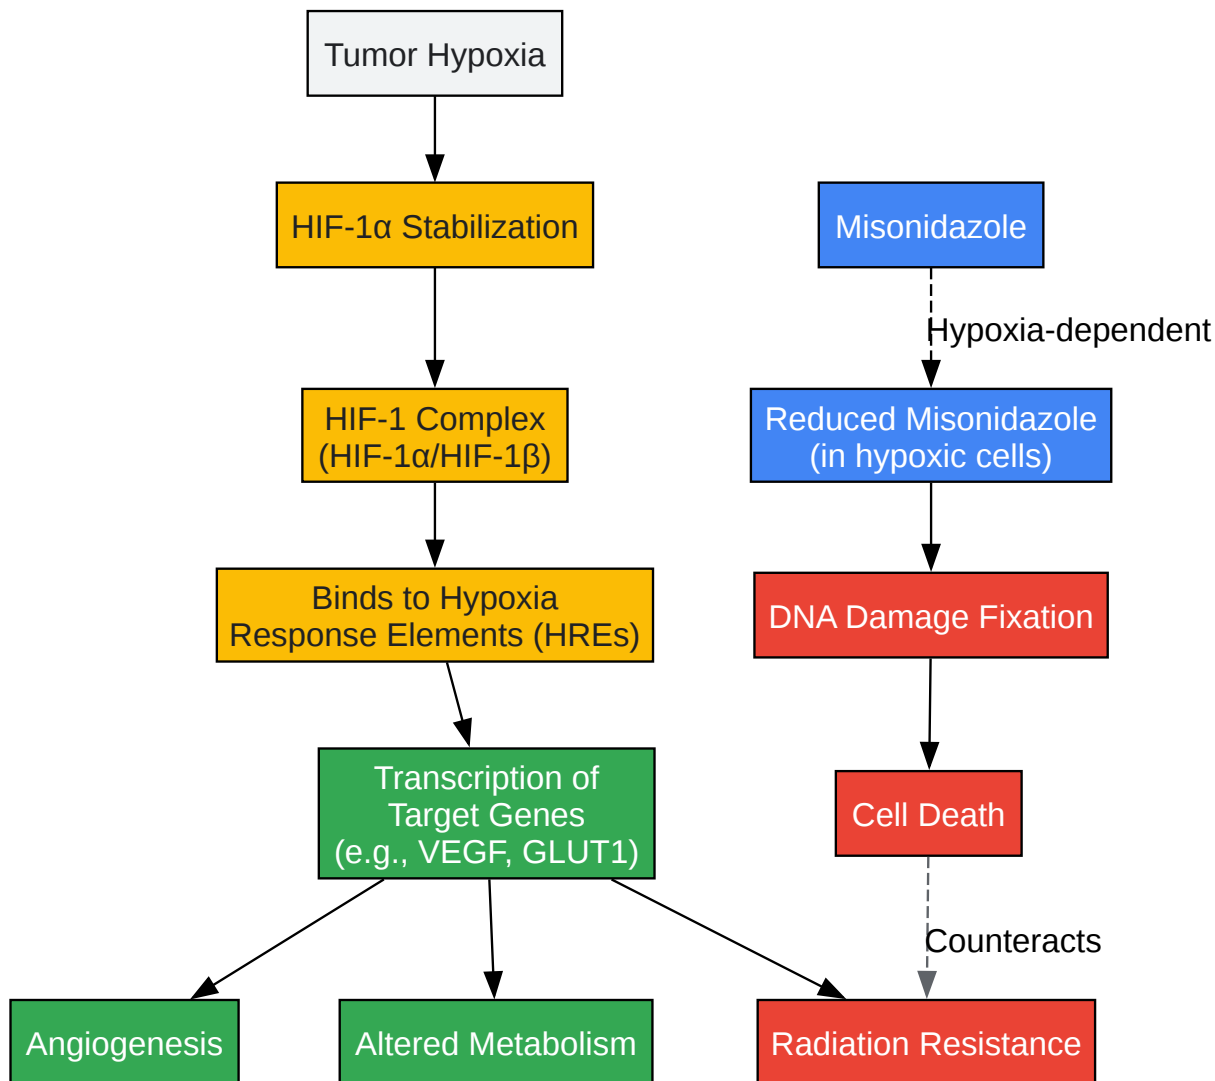 Tumor Hypoxia
HIF-1α Stabilization
Misonidazole
Hypoxia-dependent
HIF-1 Complex
(HIF-1α/HIF-1β)
Reduced Misonidazole
(in hypoxic cells)
Binds to Hypoxia
Response Elements (HREs)
DNA Damage Fixation
Transcription of
Target Genes
(e.g., VEGF, GLUT1)
Cell Death
Counteracts
Angiogenesis
Altered Metabolism
Radiation Resistance